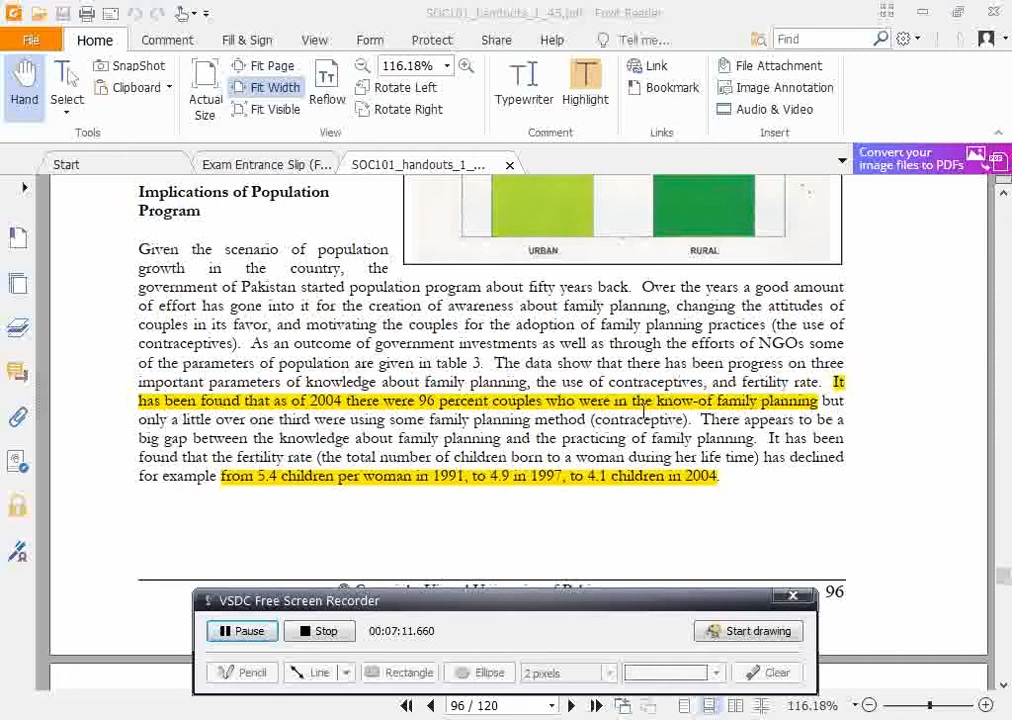 SOC101_handouts_1_45.pdf - Foxit Reader
File Home Comment Fill & Sign View Form Protect Share Help Tell me... Find
Hand
Select
SnapShot
Clipboard
Tools
Actual Size
Fit Page
Fit Width
Fit Visible
Reflow
116.18%
Rotate Left
Rotate Right
View
Typewriter
Highlight
Comment
Link
Bookmark
Links
File Attachment
Image Annotation
Audio & Video
Insert
Start
Exam Entrance Slip (F...
SOC101_handouts_1_...
Convert your
image files to PDFs
Implications of Population
Program
URBAN
RURAL
Given the scenario of population
growth in the country, the
government of Pakistan started population program about fifty years back. Over the years a good amount
of effort has gone into it for the creation of awareness about family planning, changing the attitudes of
couples in its favor, and motivating the couples for the adoption of family planning practices (the use of
contraceptives). As an outcome of government investments as well as through the efforts of NGOs some
of the parameters of population are given in table 3. The data show that there has been progress on three
important parameters of knowledge about family planning, the use of contraceptives, and fertility rate. It
has been found that as of 2004 there were 96 percent couples who were in the know-of family planning but
only a little over one third were using some family planning method (contraceptive). There appears to be a
big gap between the knowledge about family planning and the practicing of family planning. It has been
found that the fertility rate (the total number of children born to a woman during her life time) has declined
for example from 5.4 children per woman in 1991, to 4.9 in 1997, to 4.1 children in 2004.
96
VSDC Free Screen Recorder
Pause
Stop
00:07:11.660
Start drawing
Pencil
Line
Rectangle
Ellipse
2 pixels
Clear
96 / 120
116.18%